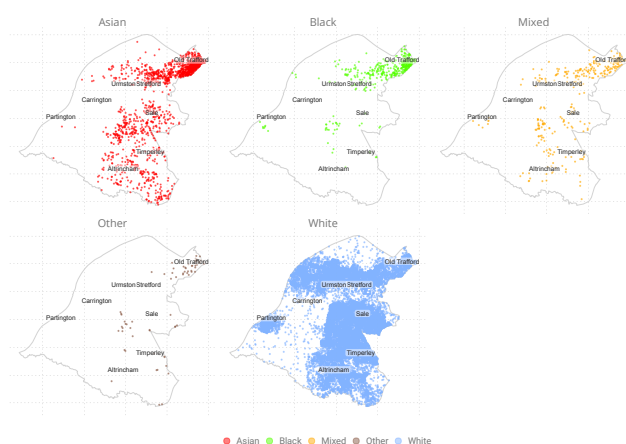 Asian
Old Trafford
Urmston Stretford
Carrington
Partington
Sale
Timperley
Altrincham
Black
Old Trafford
Urmston Stretford
Carrington
Partington
Sale
Timperley
Altrincham
Mixed
Old Trafford
Urmston Stretford
Carrington
Partington
Sale
Timperley
Altrincham
Other
Old Trafford
Urmston Stretford
Carrington
Partington
Sale
Timperley
Altrincham
White
Old Trafford
Urmston Stretford
Carrington
Partington
Sale
Timperley
Altrincham
Asian Black Mixed Other White